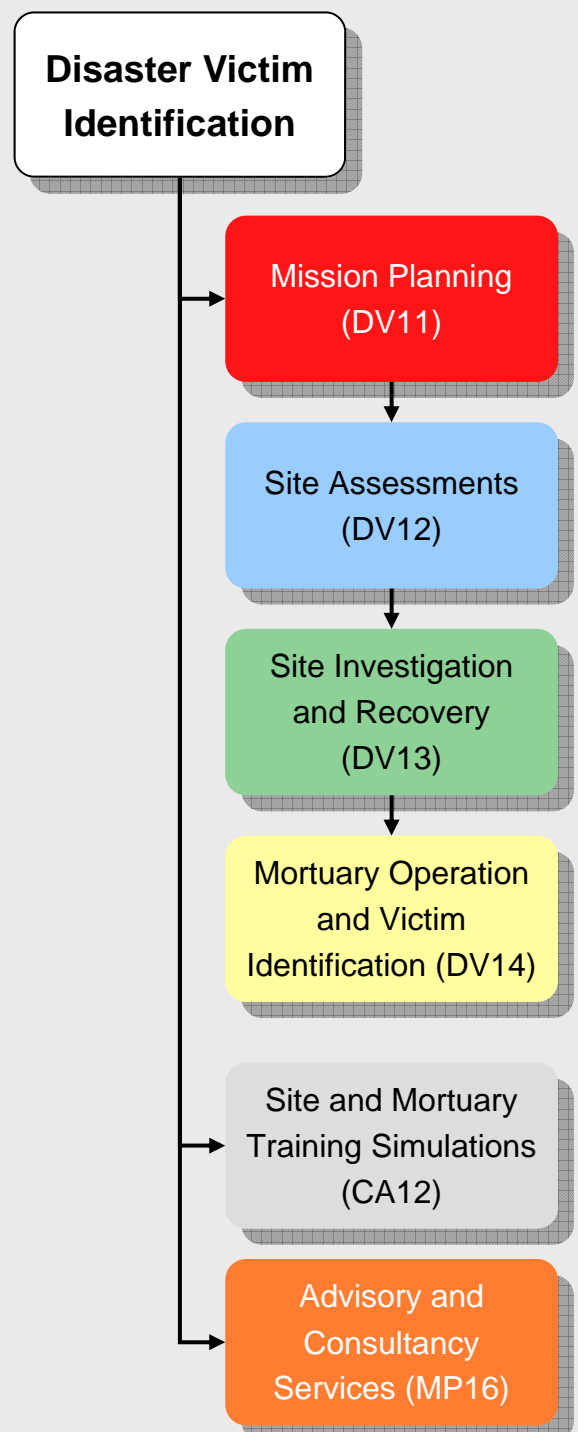 Disaster Victim
Identification
Mission Planning
(DV11)
Site Assessments
(DV12)
Site Investigation
and Recovery
(DV13)
Mortuary Operation
and Victim
Identification (DV14)
Site and Mortuary
Training Simulations
(CA12)
Advisory and
Consultancy
Services (MP16)